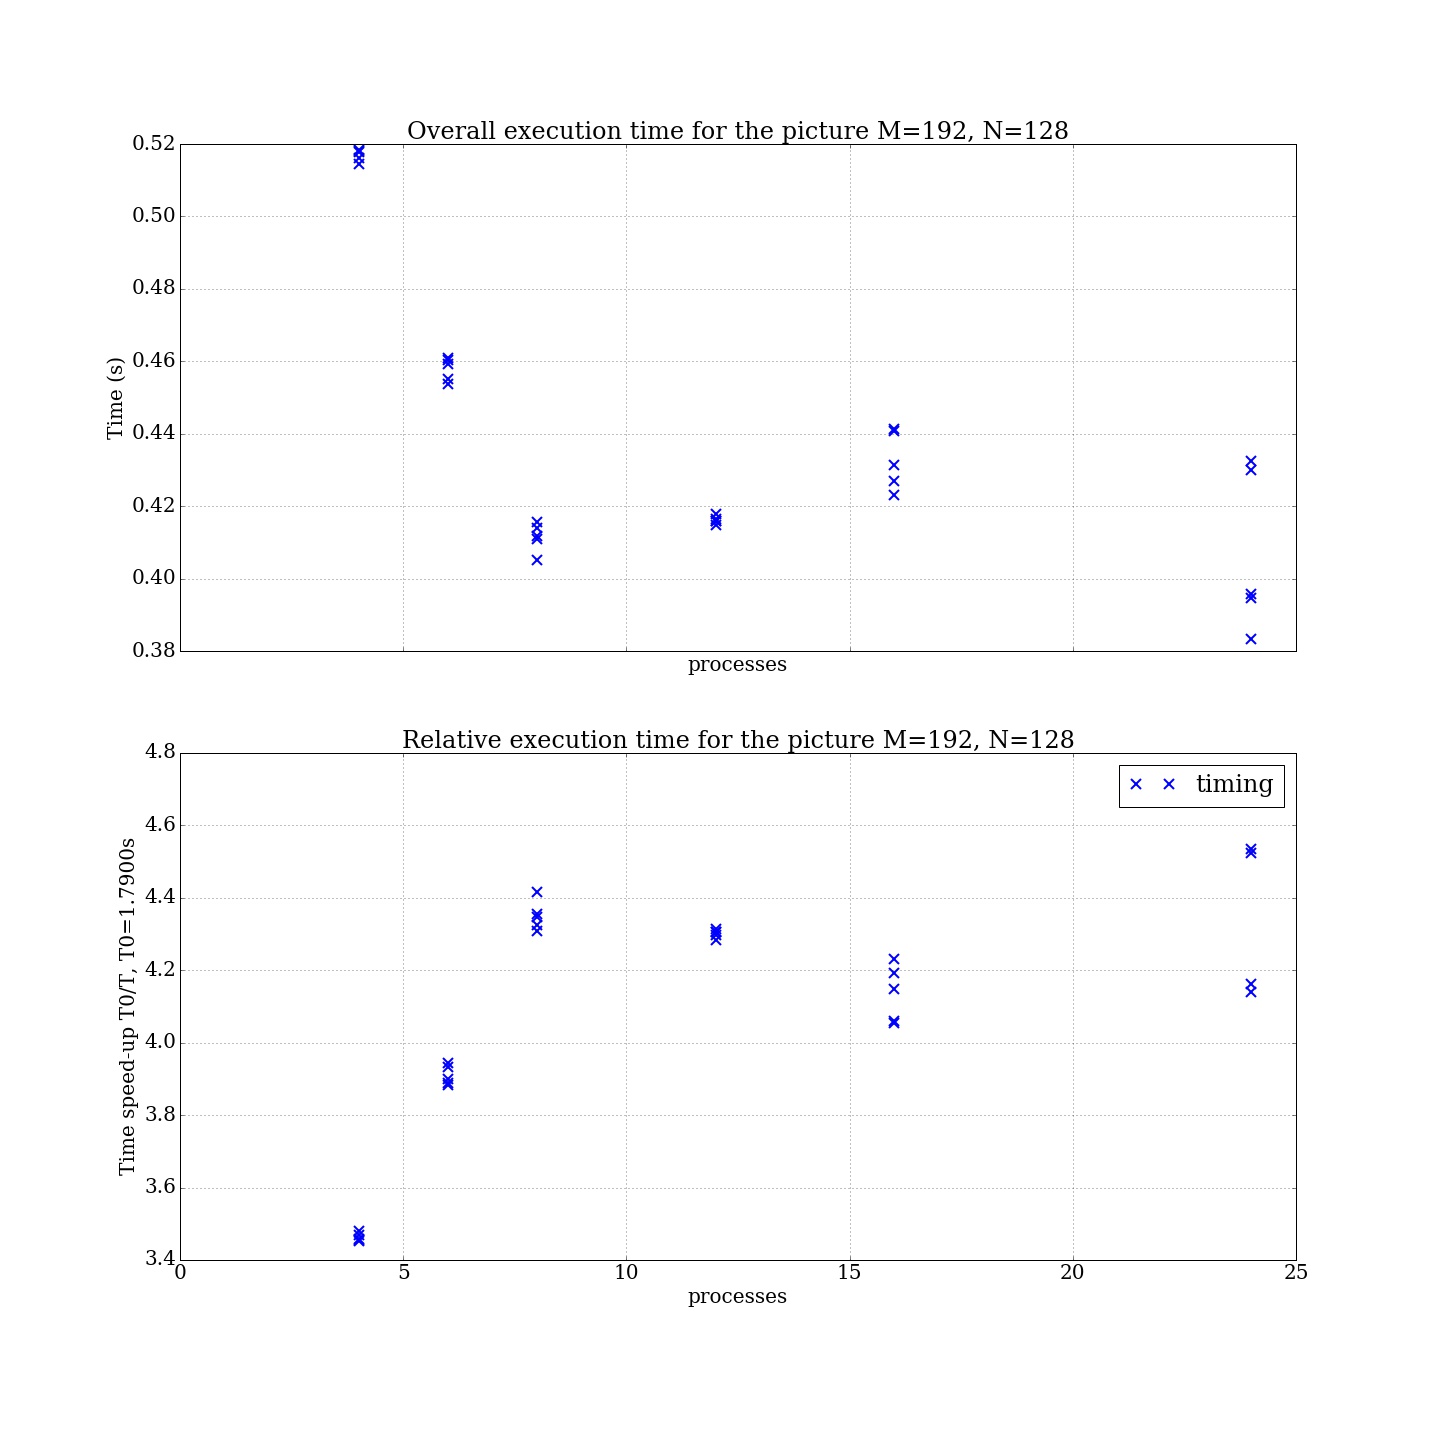 Overall execution time for the picture M=192, N=128
0.52
0.50
0.48
0.46
0.44
0.42
0.40
0.38
Time (s)
processes
Relative execution time for the picture M=192, N=128
4.8
4.6
4.4
4.2
4.0
3.8
3.6
3.4
Time speed-up T0/T, T0=1.7900s
timing
0 5 10 15 20 25
processes